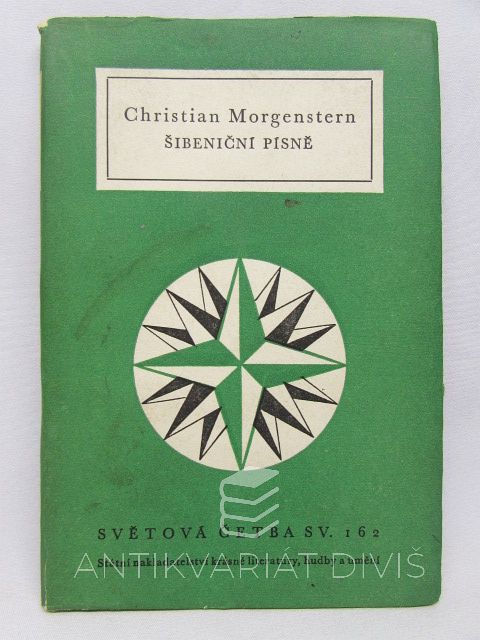 Christian Morgenstern
ŠIBENIČNÍ PÍSNĚ
SVĚTOVÁ ČETBA SV. 162
Státní nakladatelství krásné literatury, hudby a umění
ANTIKVARIÁT DIVIŠ